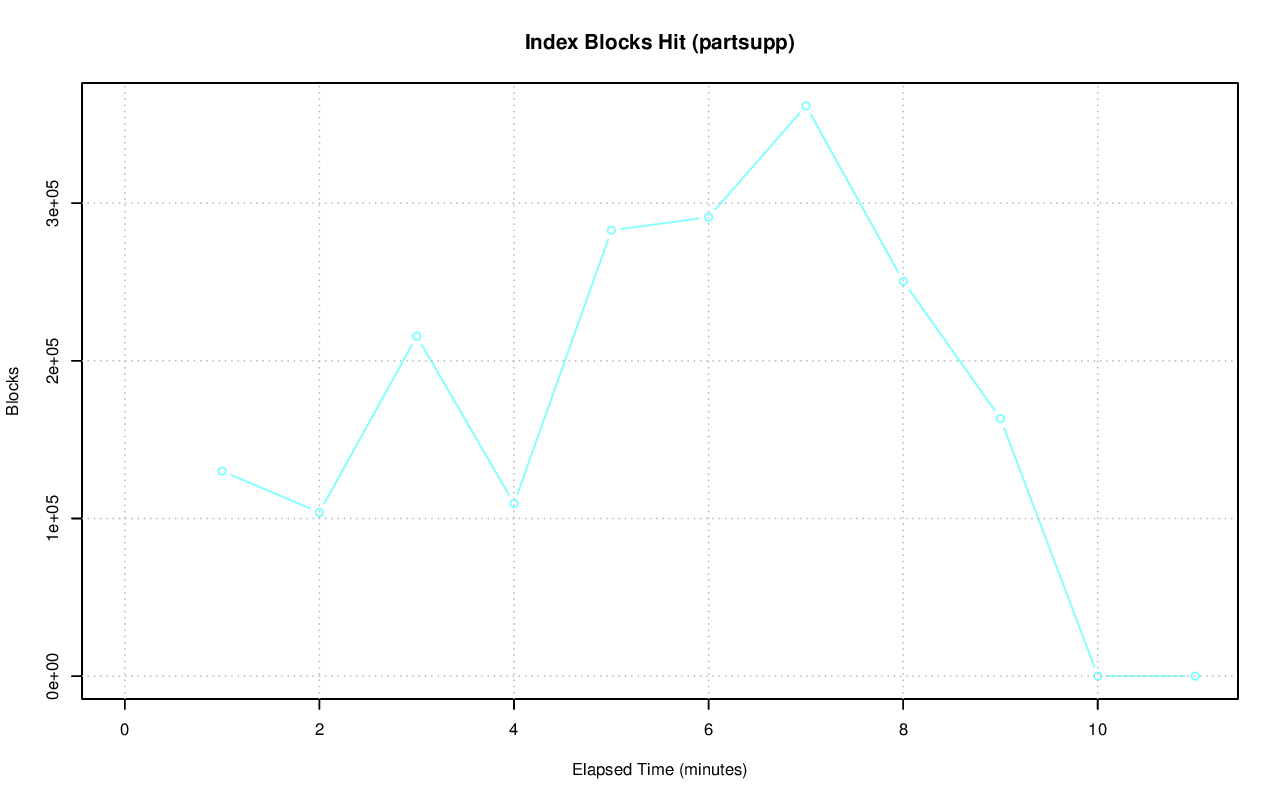 Index Blocks Hit (partsupp)
Blocks
3e+05
2e+05
1e+05
0e+00
0 2 4 6 8 10
Elapsed Time (minutes)